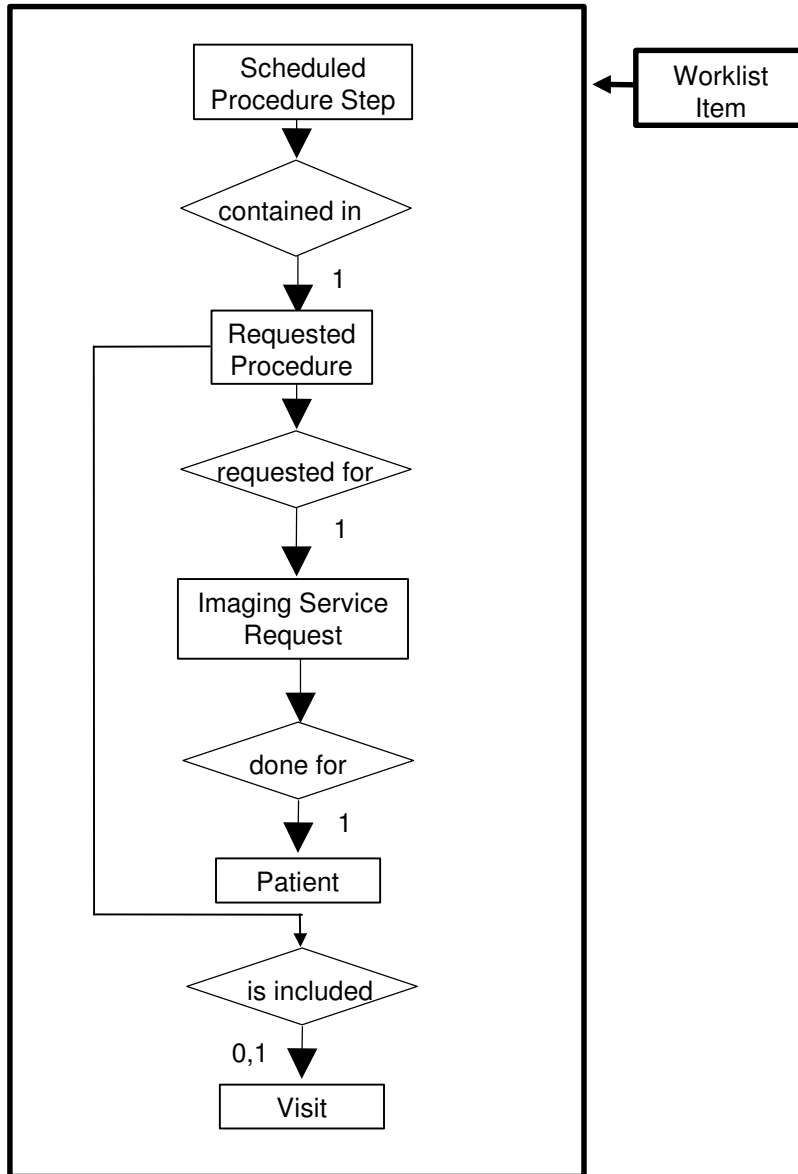 Scheduled
Procedure Step
Worklist
Item
contained in
1
Requested
Procedure
requested for
1
Imaging Service
Request
done for
1
Patient
is included
0,1
Visit